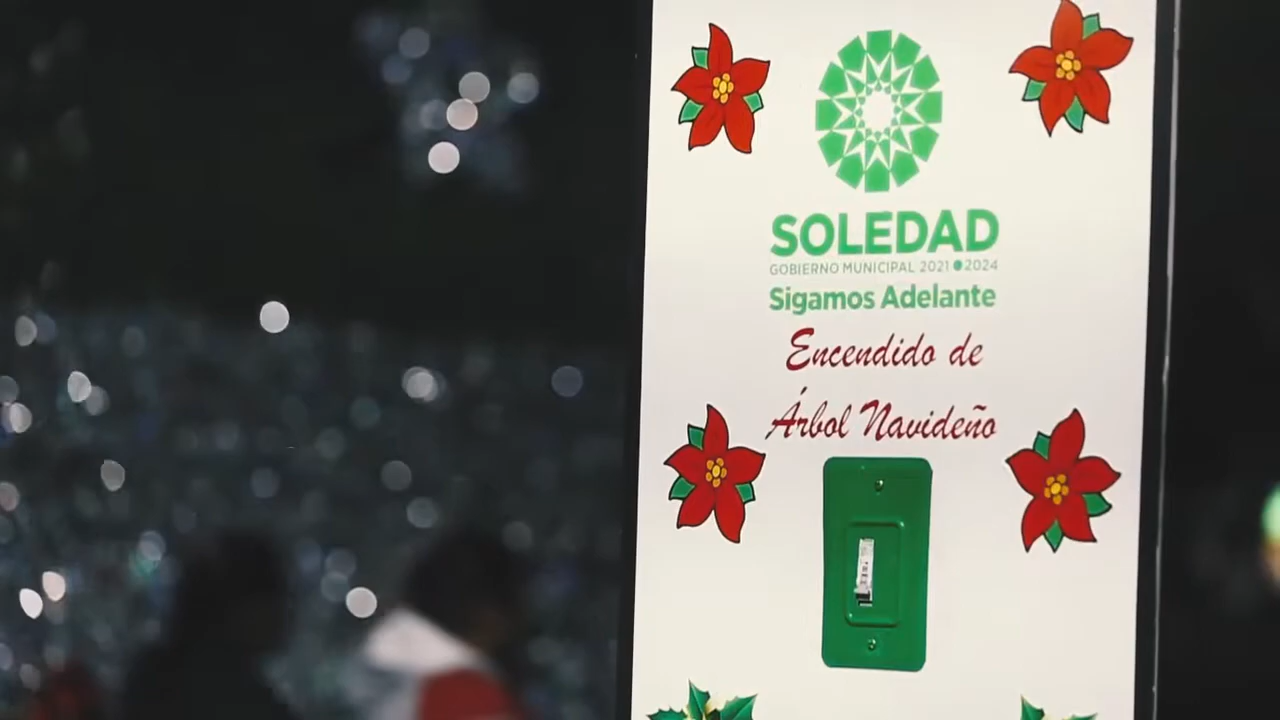 SOLEDAD
GOBIERNO MUNICIPAL 2021 ● 2024
Sigamos Adelante
Encendido de
Árbol Navideño